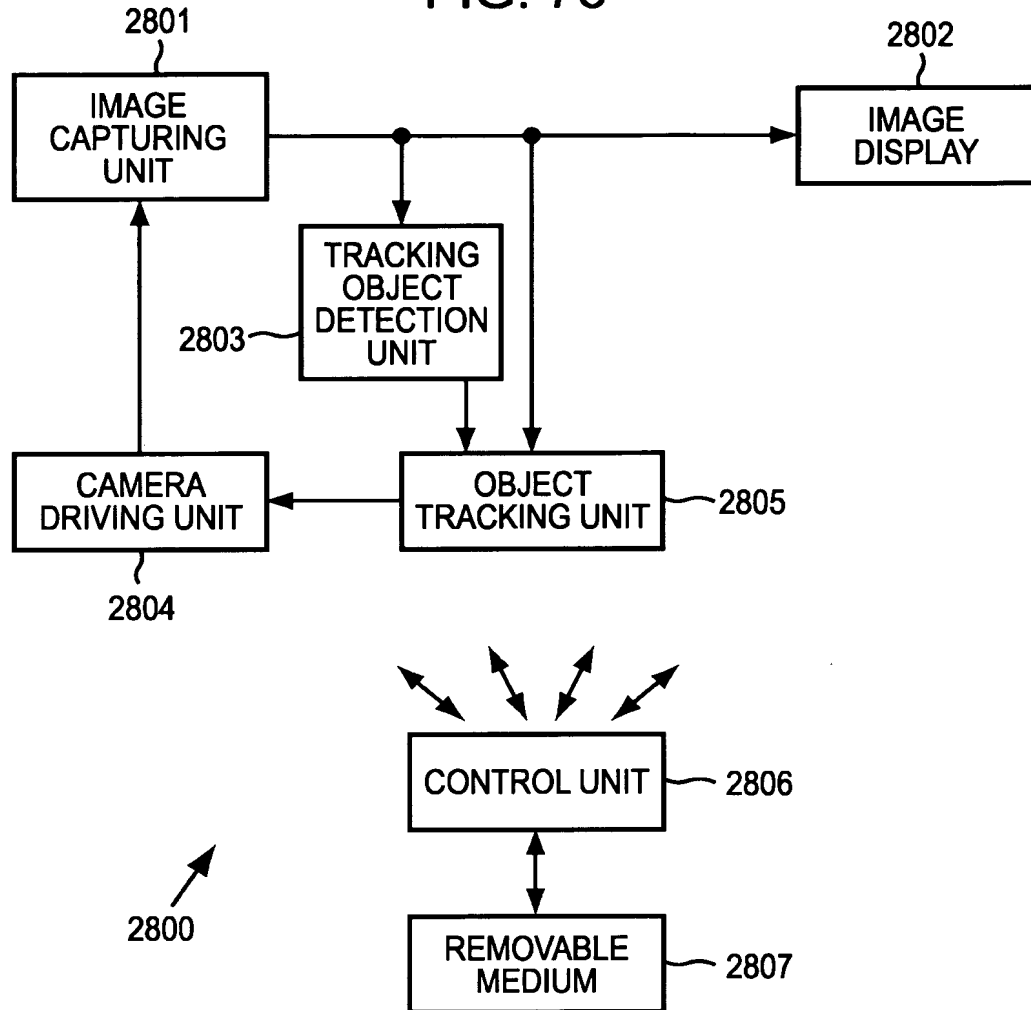 FIG.
2801
2802
IMAGE
CAPTURING
UNIT
IMAGE
DISPLAY
TRACKING
OBJECT
DETECTION
UNIT
2803
CAMERA
DRIVING UNIT
OBJECT
TRACKING UNIT
2805
2804
CONTROL UNIT
2806
2800
REMOVABLE
MEDIUM
2807